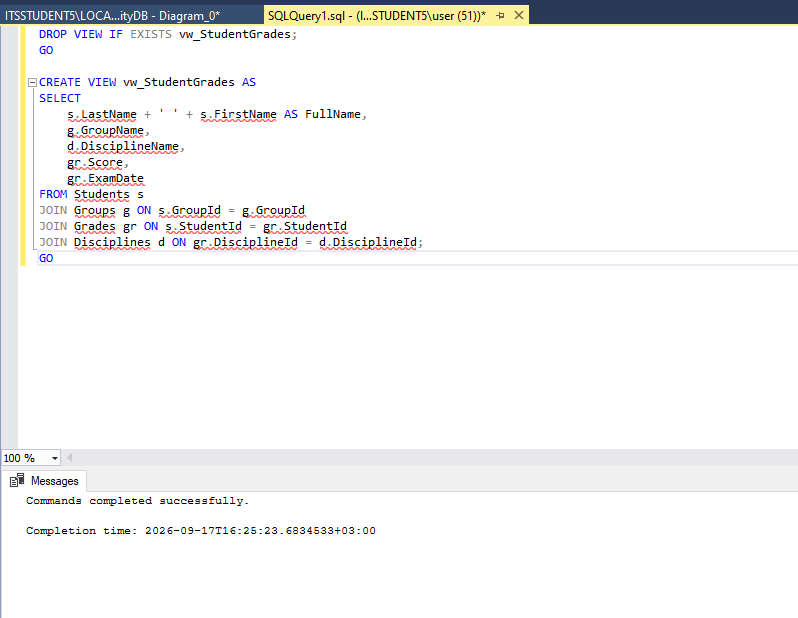 ITSSTUDENT5\LOCA...ityDB - Diagram_0*
SQLQuery1.sql - (l...STUDENT5\user (51))*
DROP VIEW IF EXISTS vw_StudentGrades;
GO
CREATE VIEW vw_StudentGrades AS
SELECT
s.LastName + ' ' + s.FirstName AS FullName,
g.GroupName,
d.DisciplineName,
gr.Score,
gr.ExamDate
FROM Students s
JOIN Groups g ON s.GroupId = g.GroupId
JOIN Grades gr ON s.StudentId = gr.StudentId
JOIN Disciplines d ON gr.DisciplineId = d.DisciplineId;
GO
100 %
Messages
Commands completed successfully.
Completion time: 2026-09-17T16:25:23.6834533+03:00